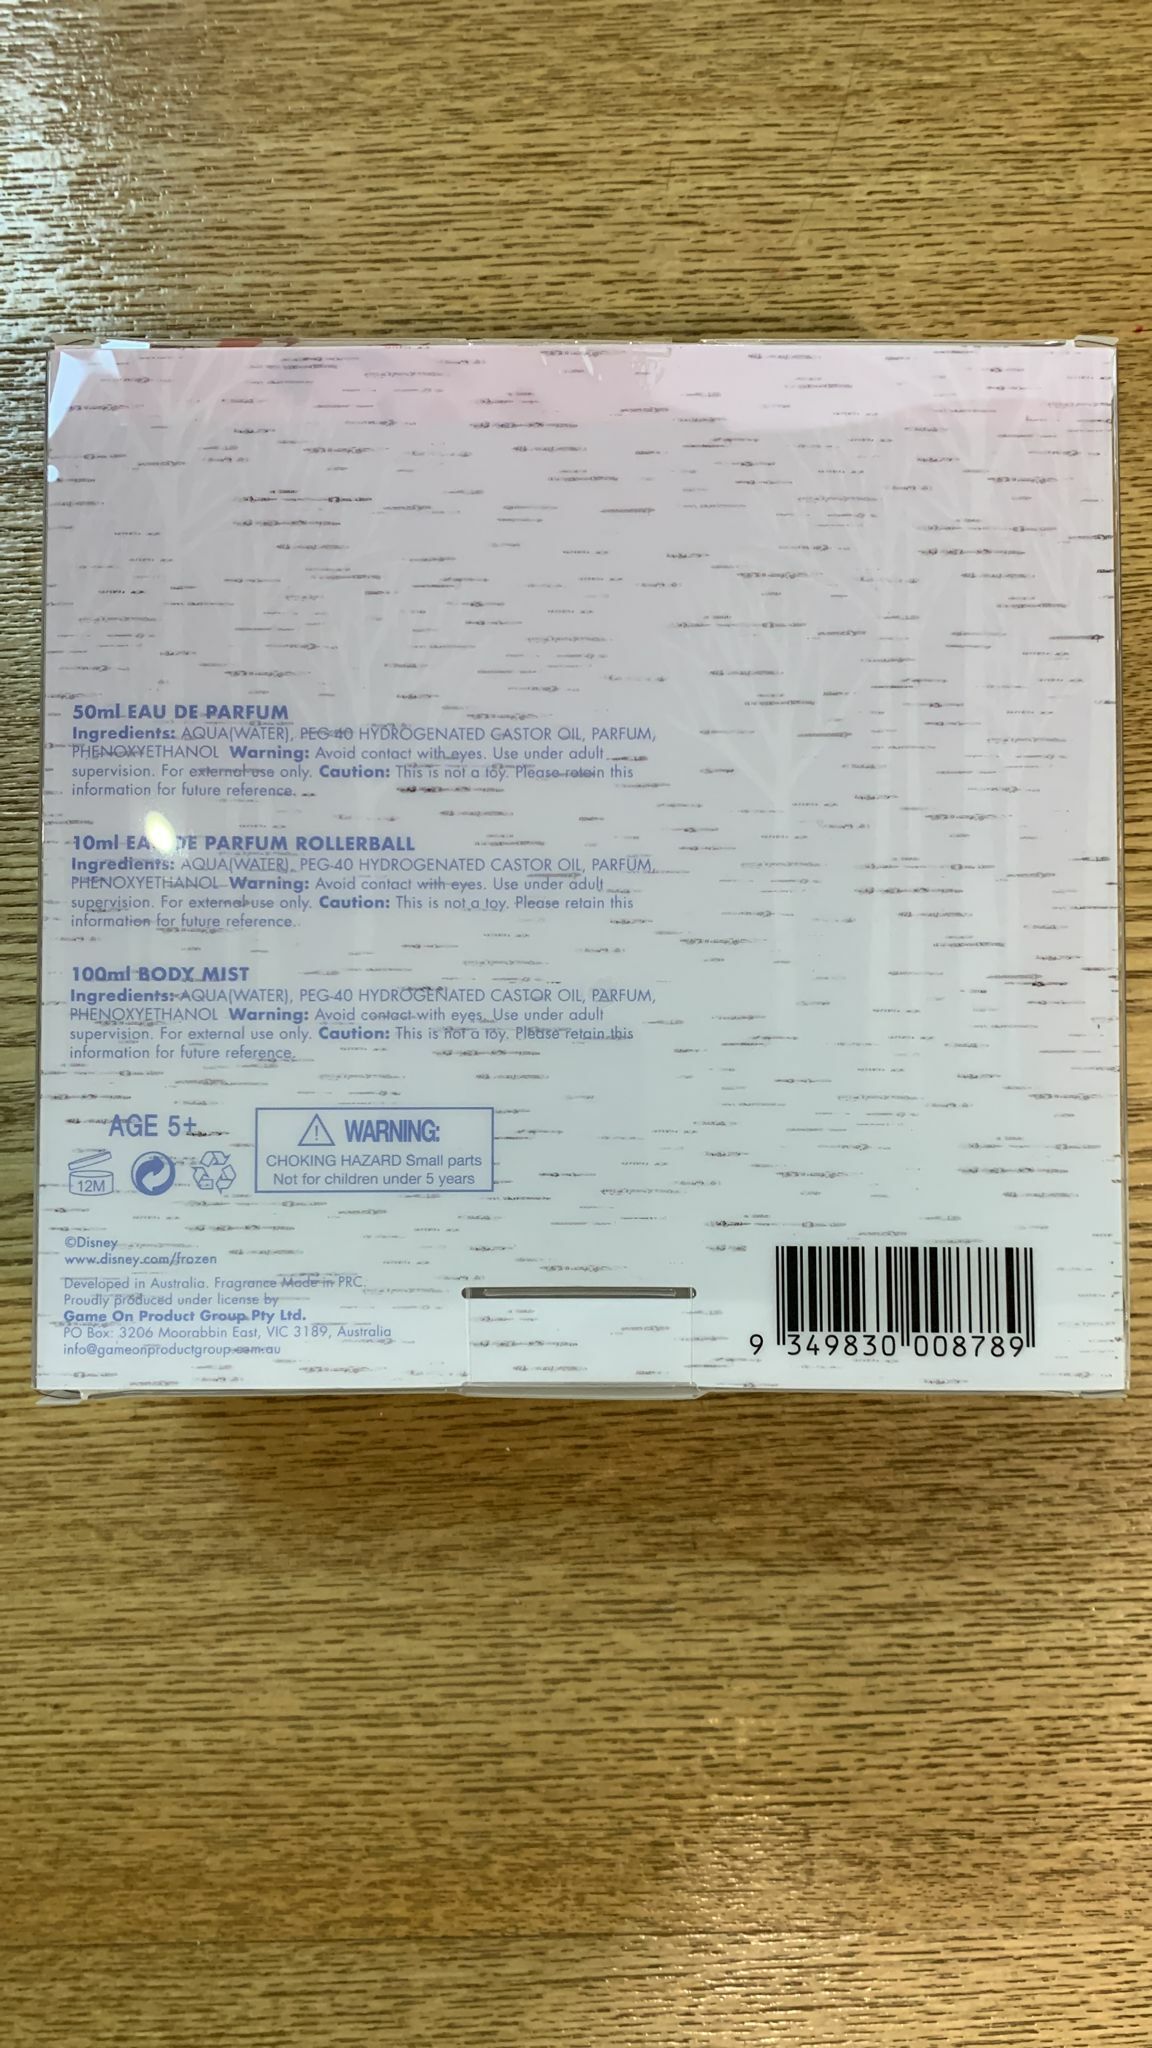 50ml EAU DE PARFUM
Ingredients: AQUA(WATER), PEG-40 HYDROGENATED CASTOR OIL, PARFUM,
PHENOXYETHANOL Warning: Avoid contact with eyes. Use under adult
supervision. For external use only. Caution: This is not a toy. Please retain this
information for future reference.
10ml EAU DE PARFUM ROLLERBALL
Ingredients: AQUA(WATER), PEG-40 HYDROGENATED CASTOR OIL, PARFUM,
PHENOXYETHANOL Warning: Avoid contact with eyes. Use under adult
supervision. For external use only. Caution: This is not a toy. Please retain this
information for future reference.
100ml BODY MIST
Ingredients: AQUA(WATER), PEG-40 HYDROGENATED CASTOR OIL, PARFUM,
PHENOXYETHANOL Warning: Avoid contact with eyes. Use under adult
supervision. For external use only. Caution: This is not a toy. Please retain this
information for future reference.
AGE 5+
12M
WARNING:
CHOKING HAZARD Small parts
Not for children under 5 years
©Disney
www.disney.com/frozen
Developed in Australia. Fragrance Made in PRC.
Proudly produced under license by
Game On Product Group Pty Ltd.
PO Box: 3206 Moorabbin East, VIC 3189, Australia
info@gameonproductgroup.com.au
9 349830 008789